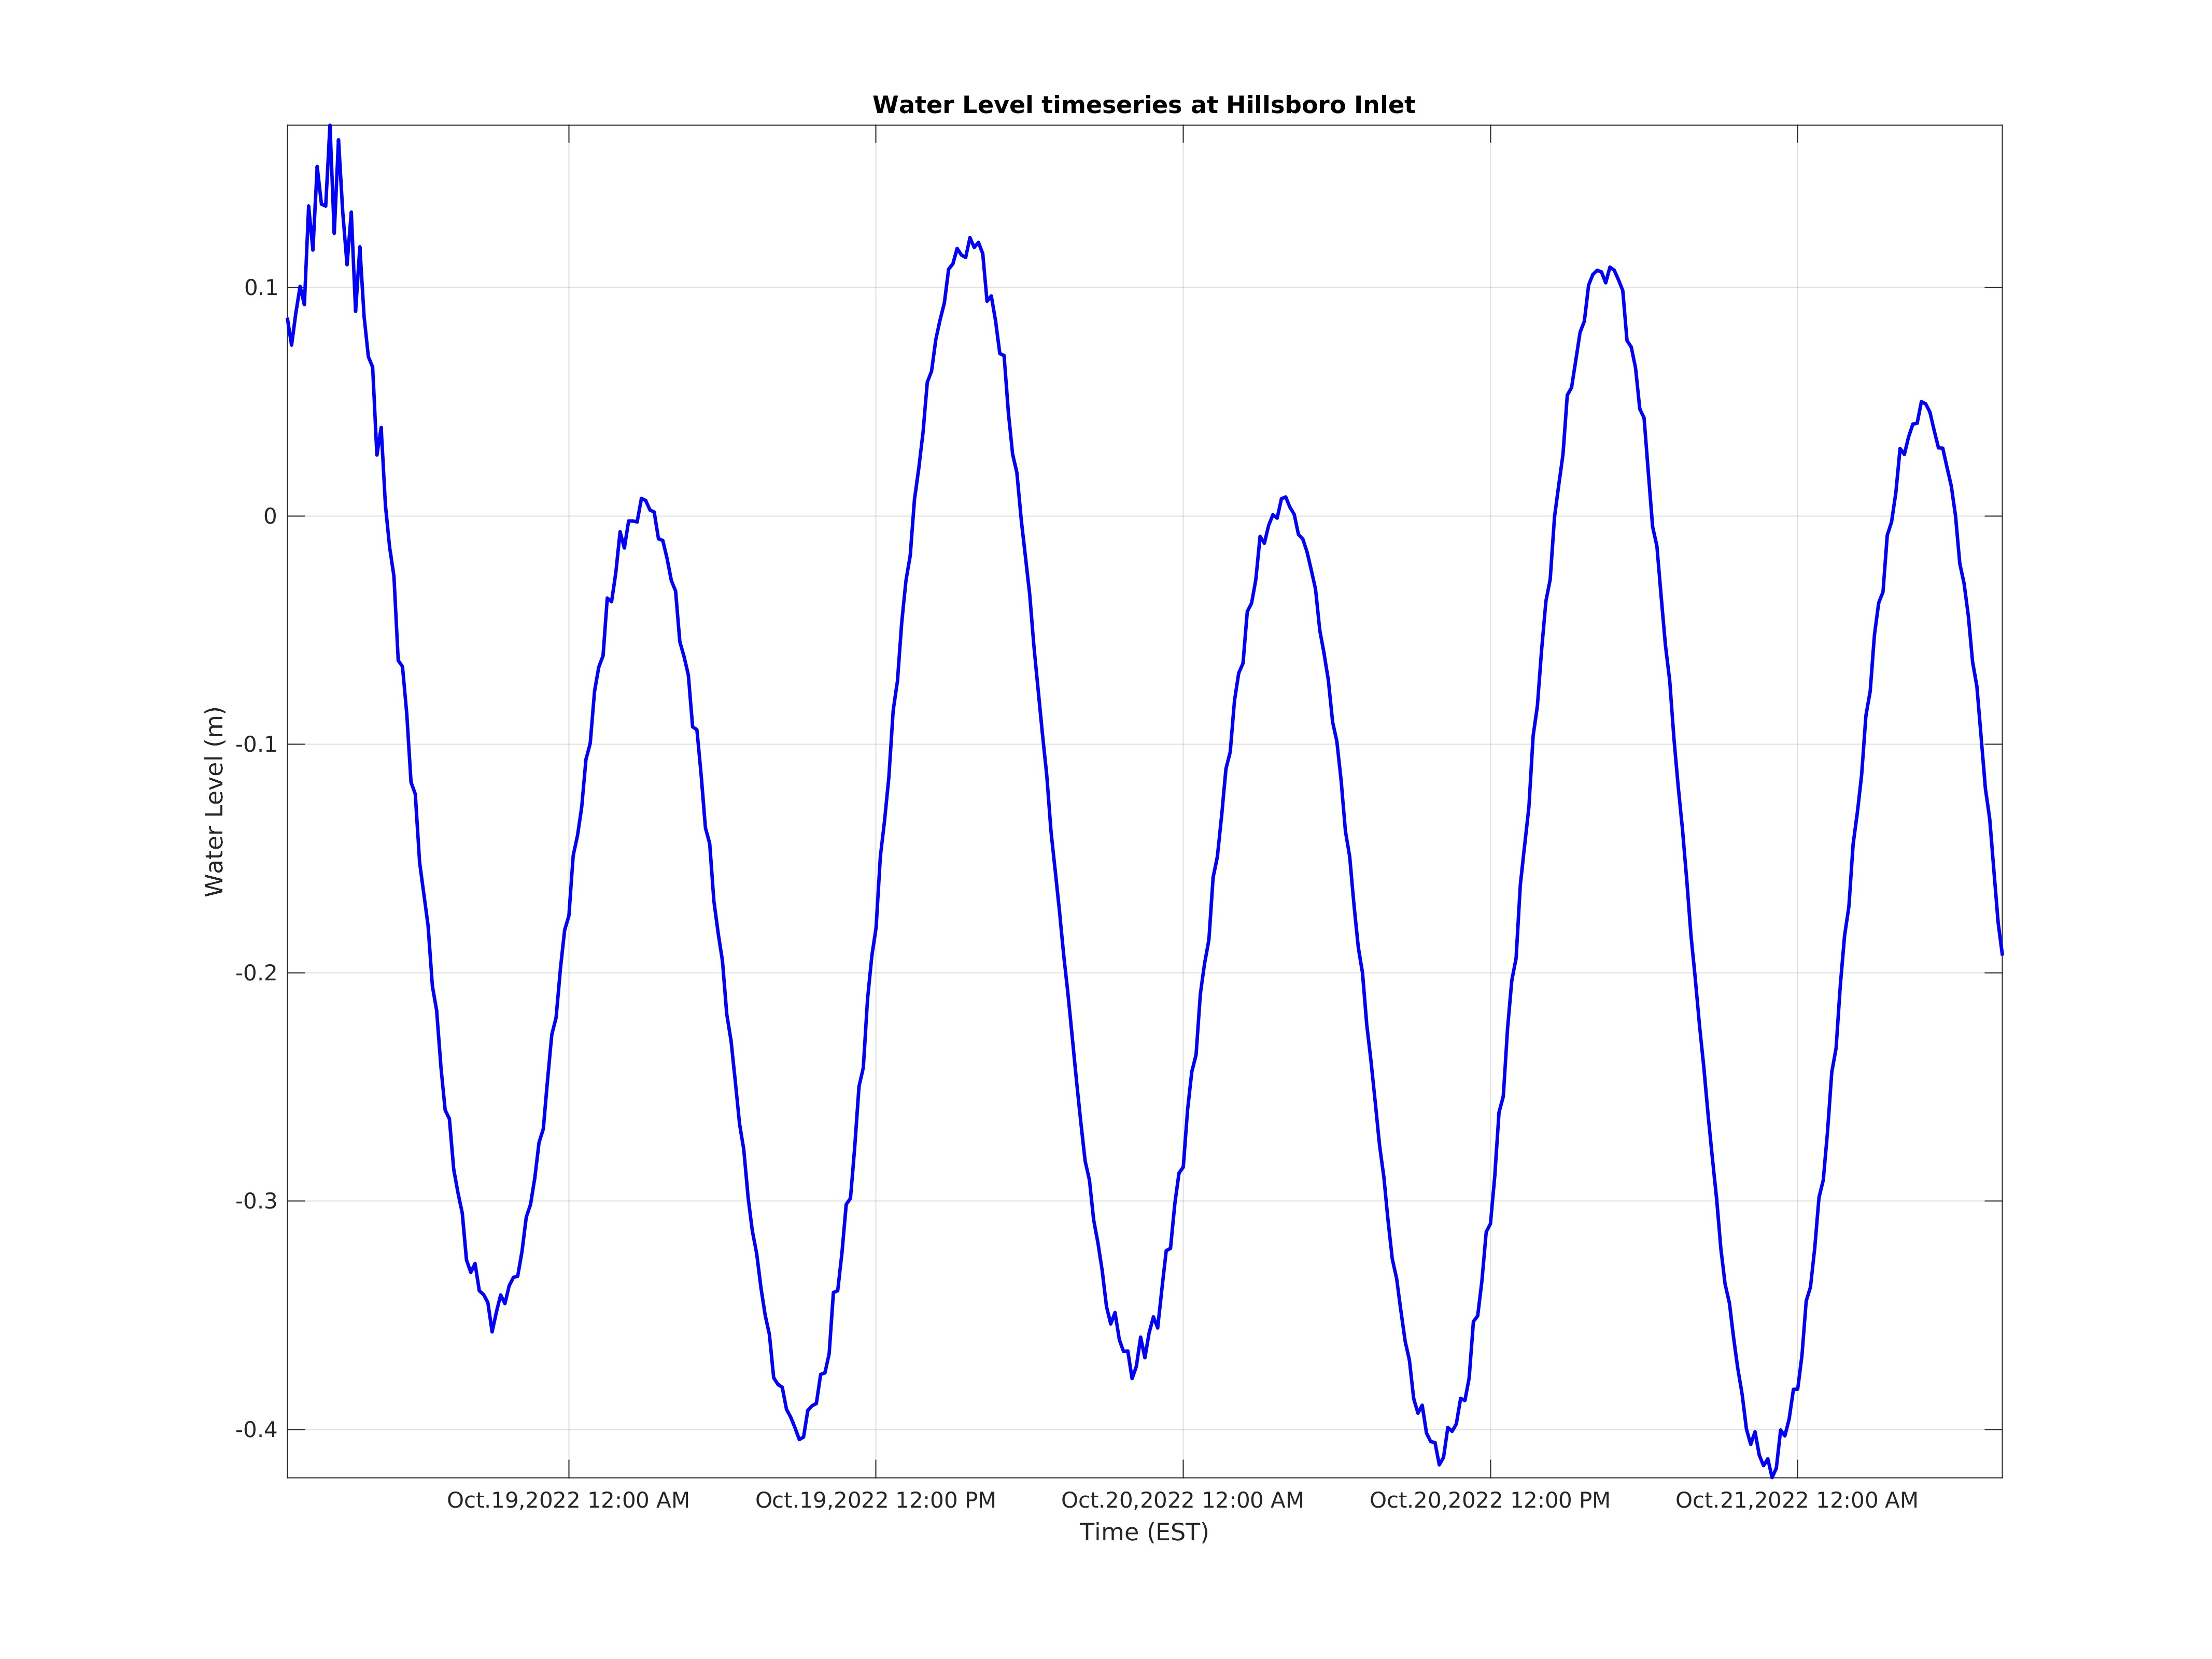 Water Level timeseries at Hillsboro Inlet
0.1
0
-0.1
-0.2
-0.3
-0.4
Water Level (m)
Oct.19,2022 12:00 AM
Oct.19,2022 12:00 PM
Oct.20,2022 12:00 AM
Oct.20,2022 12:00 PM
Oct.21,2022 12:00 AM
Time (EST)